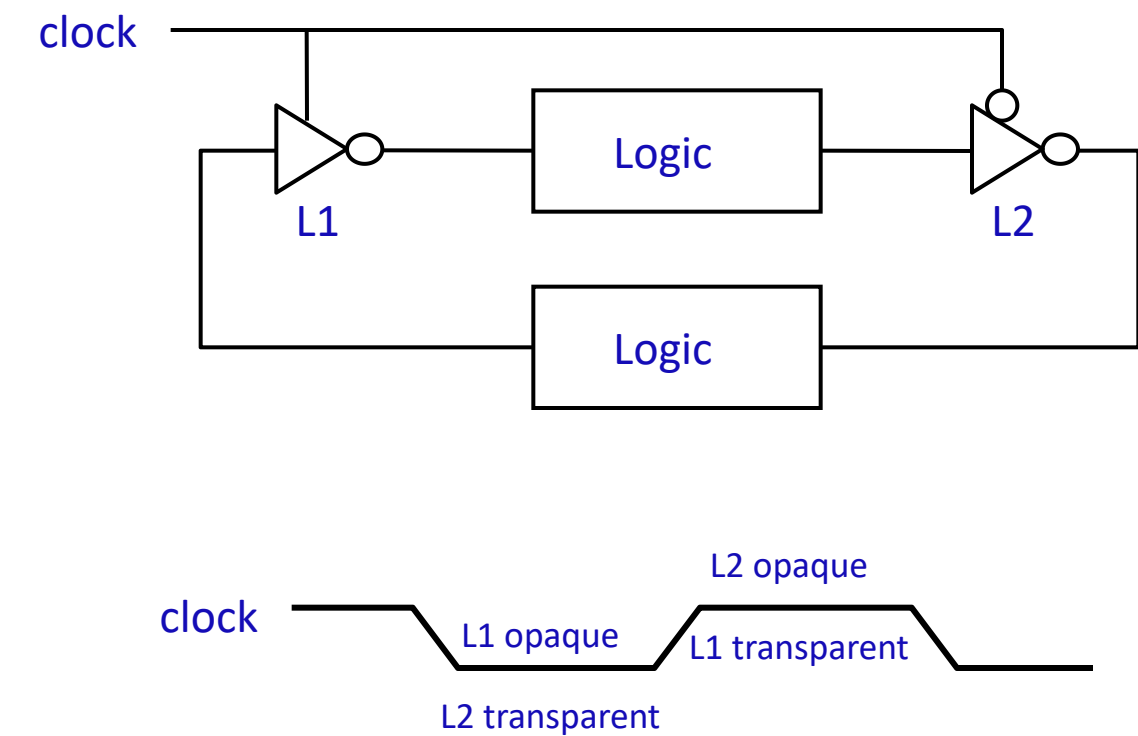 clock
Logic
L1
L2
Logic
L2 opaque
clock
L1 opaque
L1 transparent
L2 transparent